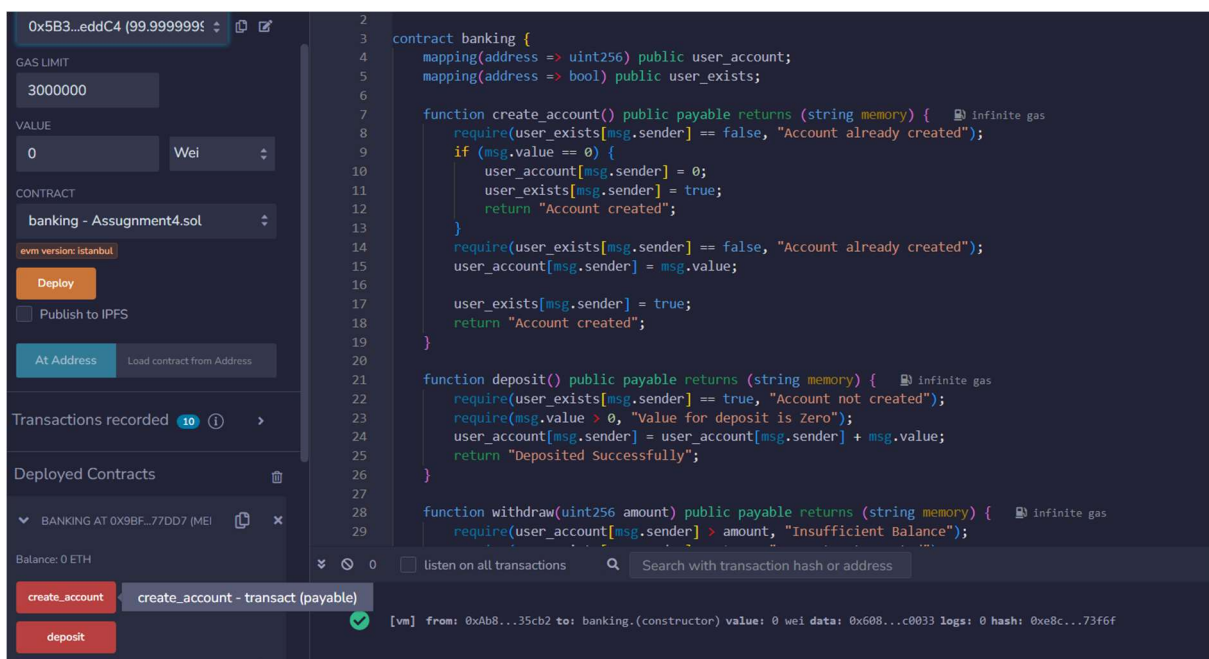 0x5B3...eddC4 (99.9999999
GAS LIMIT
3000000
VALUE
0
Wei
CONTRACT
banking - Assugnment4.sol
evm version: istanbul
Deploy
Publish to IPFS
At Address
Load contract from Address
Transactions recorded 10 i
Deployed Contracts
BANKING AT 0X9BF...77DD7 (MEI
Balance: 0 ETH
create_account
create_account - transact (payable)
deposit
2
3 contract banking {
4 mapping(address => uint256) public user_account;
5 mapping(address => bool) public user_exists;
6
7 function create_account() public payable returns (string memory) { infinite gas
8 require(user_exists[msg.sender] == false, "Account already created");
9 if (msg.value == 0) {
10 user_account[msg.sender] = 0;
11 user_exists[msg.sender] = true;
12 return "Account created";
13 }
14 require(user_exists[msg.sender] == false, "Account already created");
15 user_account[msg.sender] = msg.value;
16
17 user_exists[msg.sender] = true;
18 return "Account created";
19 }
20
21 function deposit() public payable returns (string memory) { infinite gas
22 require(user_exists[msg.sender] == true, "Account not created");
23 require(msg.value > 0, "Value for deposit is Zero");
24 user_account[msg.sender] = user_account[msg.sender] + msg.value;
25 return "Deposited Successfully";
26 }
27
28 function withdraw(uint256 amount) public payable returns (string memory) { infinite gas
29 require(user_account[msg.sender] > amount, "Insufficient Balance");
0 listen on all transactions Search with transaction hash or address
[vm] from: 0xAb8...35cb2 to: banking.(constructor) value: 0 wei data: 0x608...c0033 logs: 0 hash: 0xe8c...73f6f